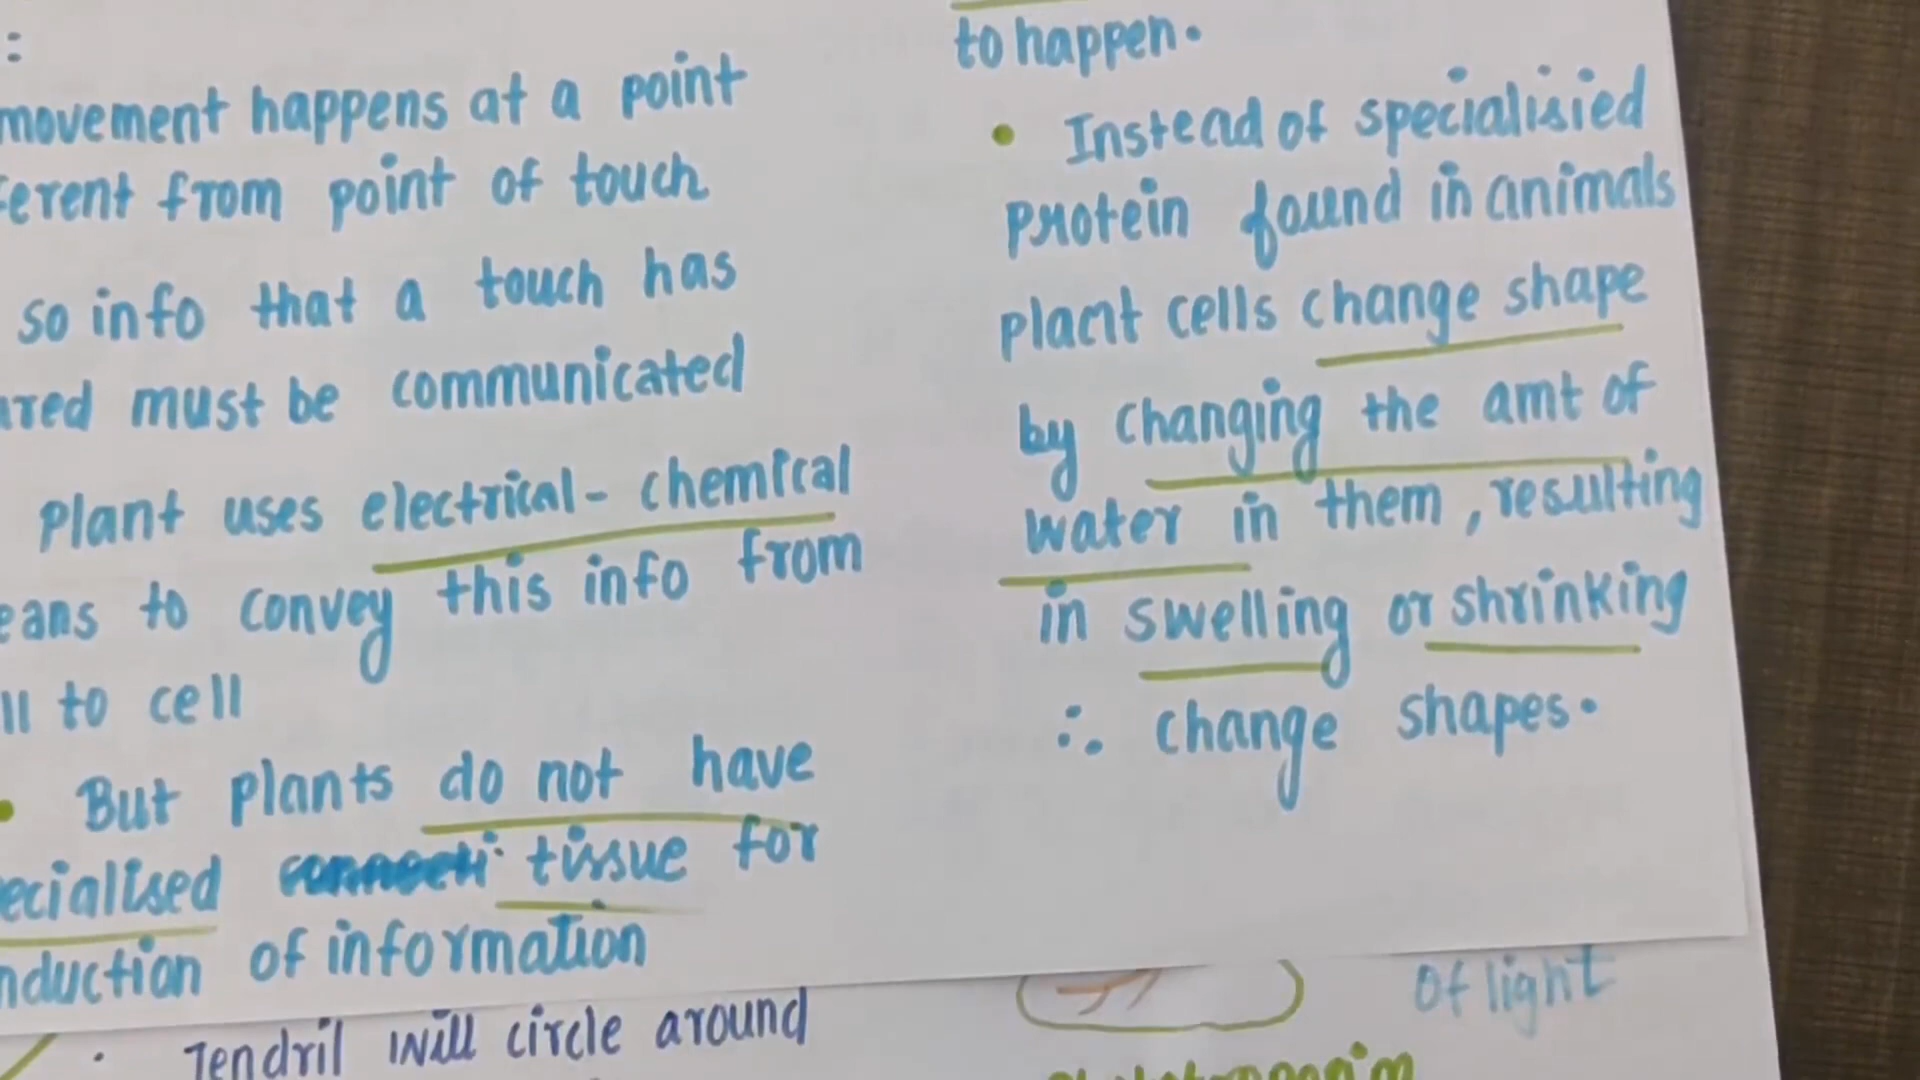 :
movement happens at a point
ferent from point of touch
so info that a touch has
ured must be communicated
Plant uses electrical- chemical
eans to convey this info from
ll to cell
• But plants do not have
ecialised tissue for
nduction of information
to happen.
• Instead of specialisied
protein found in animals
plant cells change shape
by changing the amt of
water in them, resulting
in swelling or shrinking
∴ change shapes.
• Tendril will circle around
of light